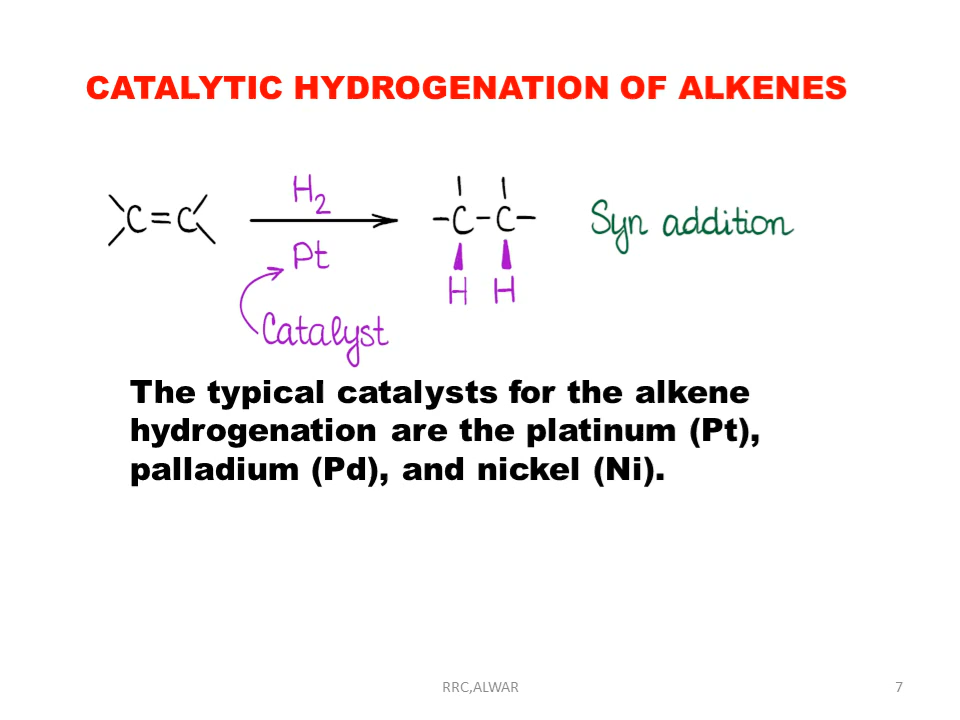 CATALYTIC HYDROGENATION OF ALKENES
H2
C=C
-C-C-
Syn addition
Pt
H H
Catalyst
The typical catalysts for the alkene
hydrogenation are the platinum (Pt),
palladium (Pd), and nickel (Ni).
RRC,ALWAR
7